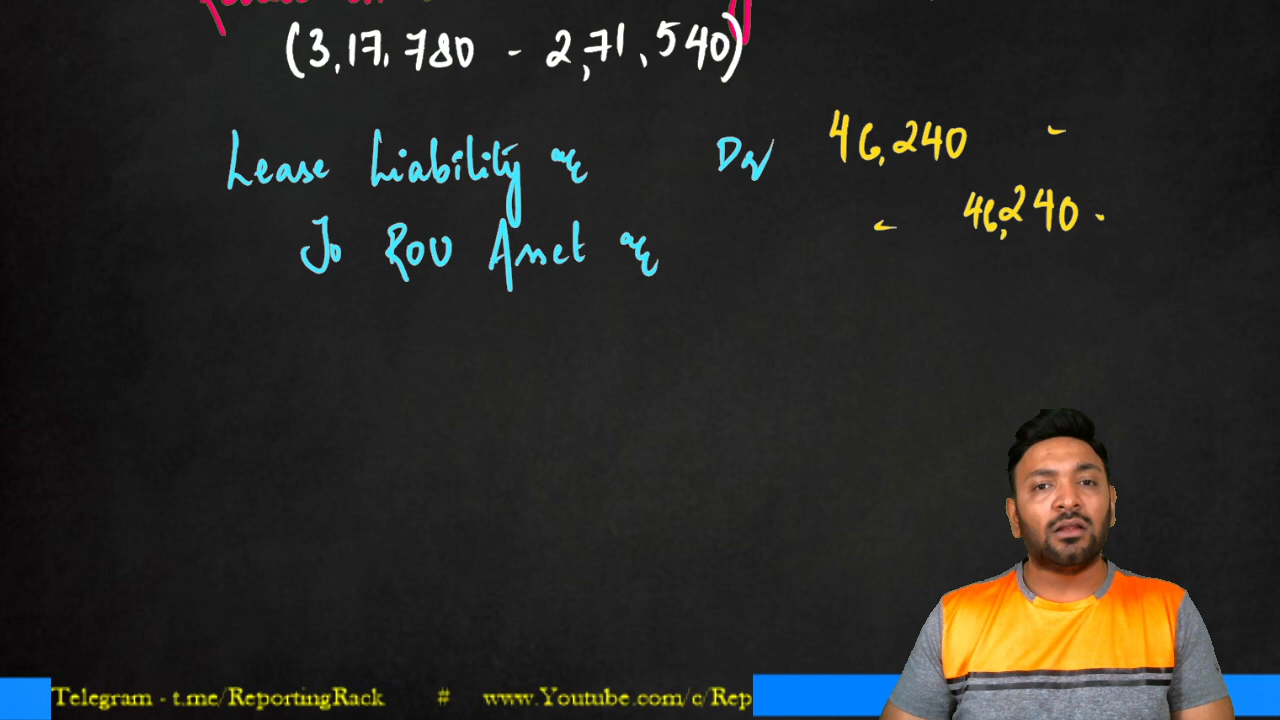 (3,17,780 - 2,71,540)
Lease Liability a/c Dr 46,240 -
To ROU Asset a/c - 46,240 -
Telegram - t.me/ReportingRack # www.Youtube.com/c/Rep